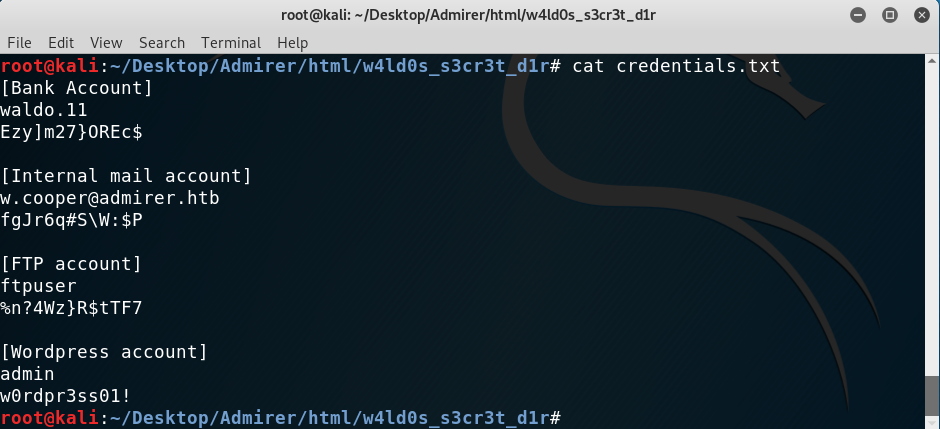 root@kali: ~/Desktop/Admirer/html/w4ld0s_s3cr3t_d1r
File Edit View Search Terminal Help
root@kali:~/Desktop/Admirer/html/w4ld0s_s3cr3t_d1r# cat credentials.txt
[Bank Account]
waldo.11
Ezy]m27}OREc$

[Internal mail account]
w.cooper@admirer.htb
fgJr6q#S\W:$P

[FTP account]
ftpuser
%n?4Wz}R$tTF7

[Wordpress account]
admin
w0rdpr3ss01!
root@kali:~/Desktop/Admirer/html/w4ld0s_s3cr3t_d1r#